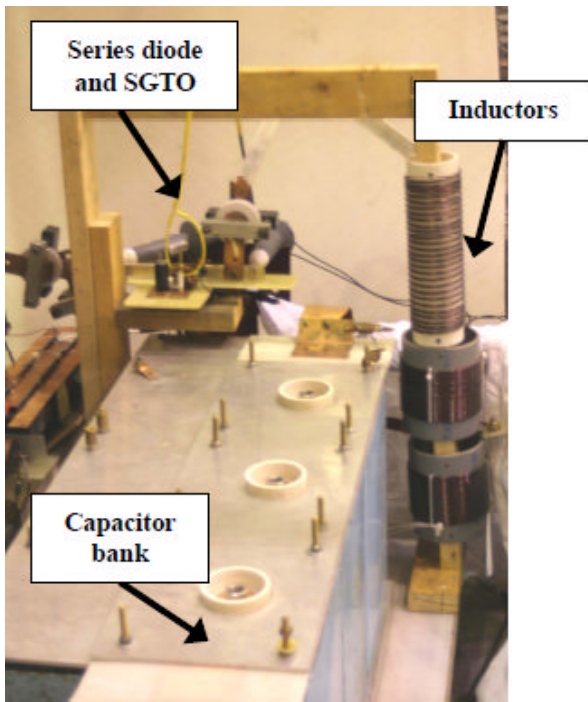 Series diode
and SGTO
Inductors
Capacitor
bank